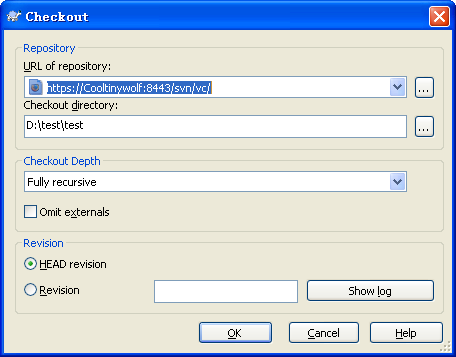 Checkout
Repository
URL of repository:
https://Cooltinywolf:8443/svn/vc/
...
Checkout directory:
D:\test\test
...
Checkout Depth
Fully recursive
Omit externals
Revision
HEAD revision
Revision
Show log
OK
Cancel
Help